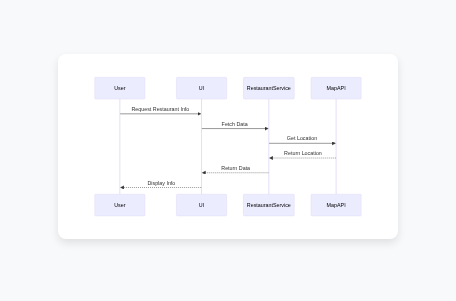 User UI RestaurantService MapAPI
Request Restaurant Info
Fetch Data
Get Location
Return Location
Return Data
Display Info
User UI RestaurantService MapAPI